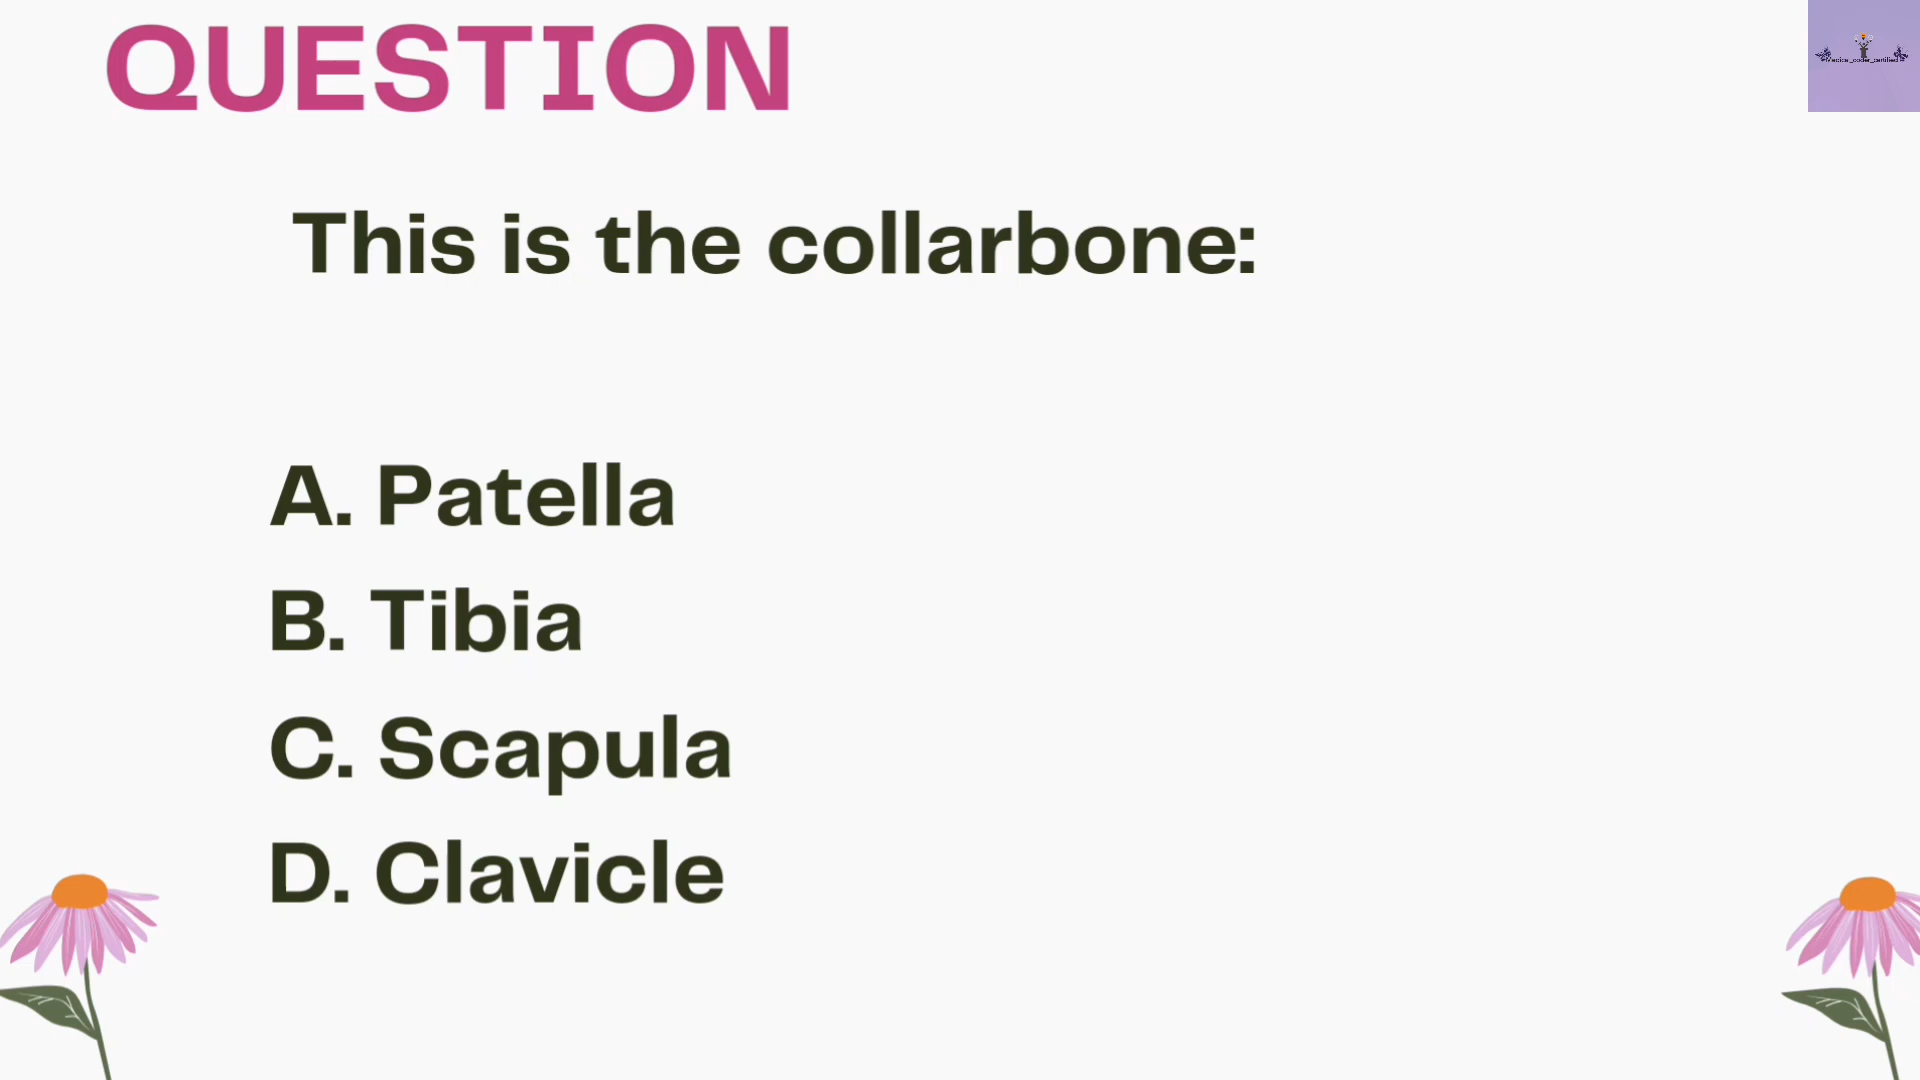 QUESTION
This is the collarbone:
A. Patella
B. Tibia
C. Scapula
D. Clavicle